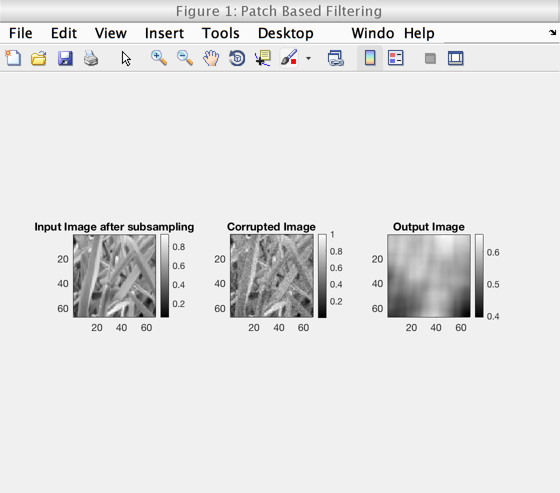 Figure 1: Patch Based Filtering
File Edit View Insert Tools Desktop Windo Help
Input Image after subsampling
0.8
0.6
0.4
0.2
20
40
60
20 40 60
Corrupted Image
1
0.8
0.6
0.4
0.2
20
40
60
20 40 60
Output Image
0.6
0.5
0.4
20
40
60
20 40 60